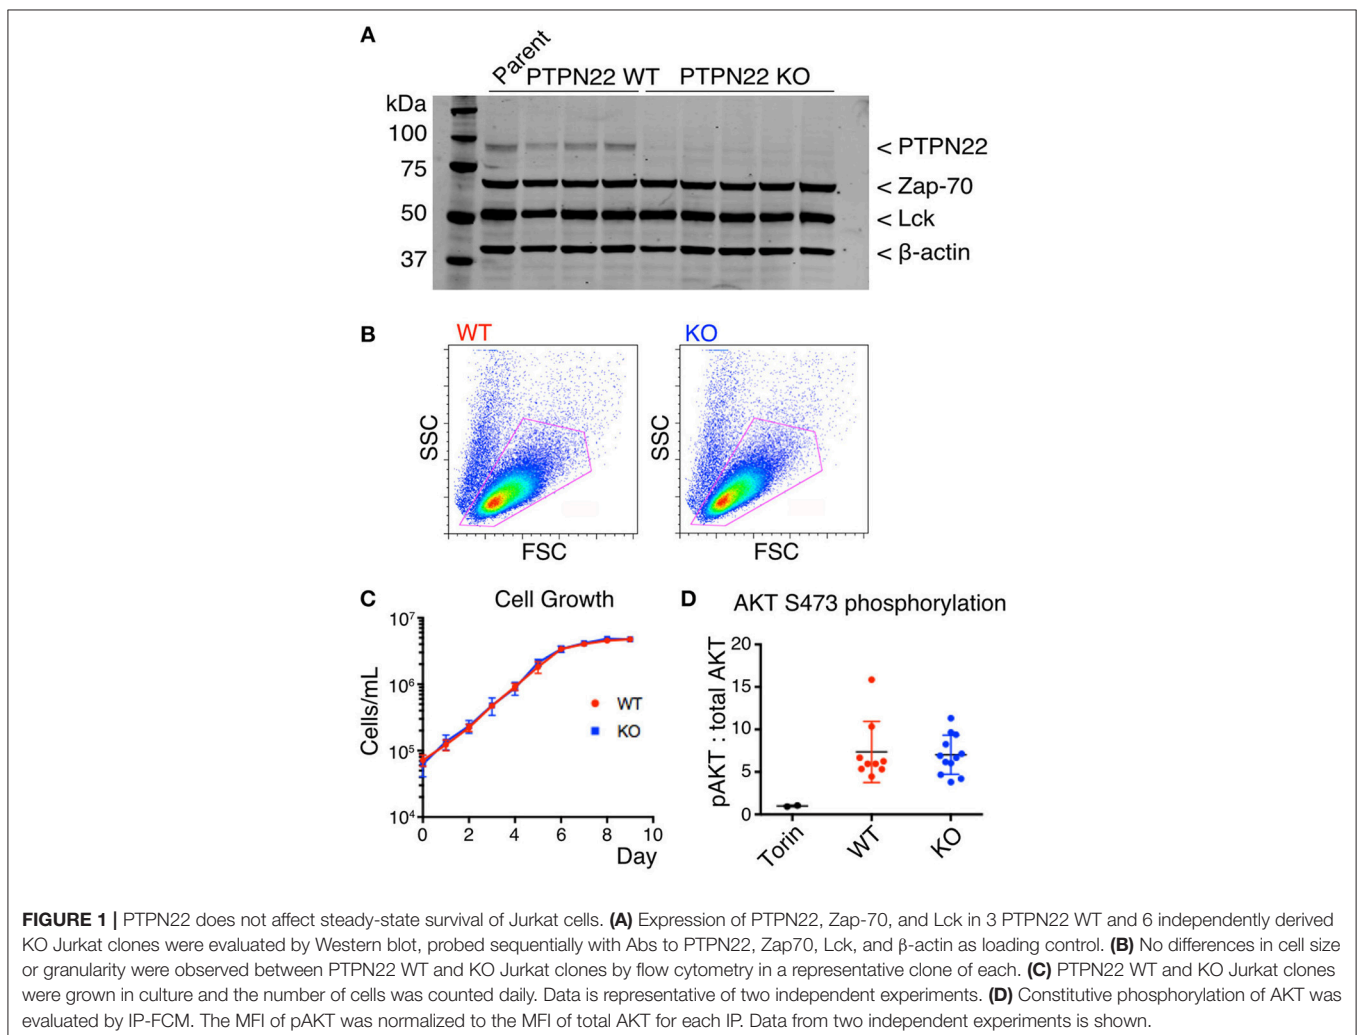 A
Parent
PTPN22 WT PTPN22 KO
kDa
100
75
50
37
< PTPN22
< Zap-70
< Lck
< β-actin
B
WT
KO
SSC
FSC
SSC
FSC
C
Cell Growth
Cells/mL
10⁷
10⁶
10⁵
10⁴
0 2 4 6 8 10
Day
WT
KO
D
AKT S473 phosphorylation
pAKT : total AKT
20
15
10
5
0
Torin
WT
KO
FIGURE 1 | PTPN22 does not affect steady-state survival of Jurkat cells. (A) Expression of PTPN22, Zap-70, and Lck in 3 PTPN22 WT and 6 independently derived
KO Jurkat clones were evaluated by Western blot, probed sequentially with Abs to PTPN22, Zap70, Lck, and β-actin as loading control. (B) No differences in cell size
or granularity were observed between PTPN22 WT and KO Jurkat clones by flow cytometry in a representative clone of each. (C) PTPN22 WT and KO Jurkat clones
were grown in culture and the number of cells was counted daily. Data is representative of two independent experiments. (D) Constitutive phosphorylation of AKT was
evaluated by IP-FCM. The MFI of pAKT was normalized to the MFI of total AKT for each IP. Data from two independent experiments is shown.